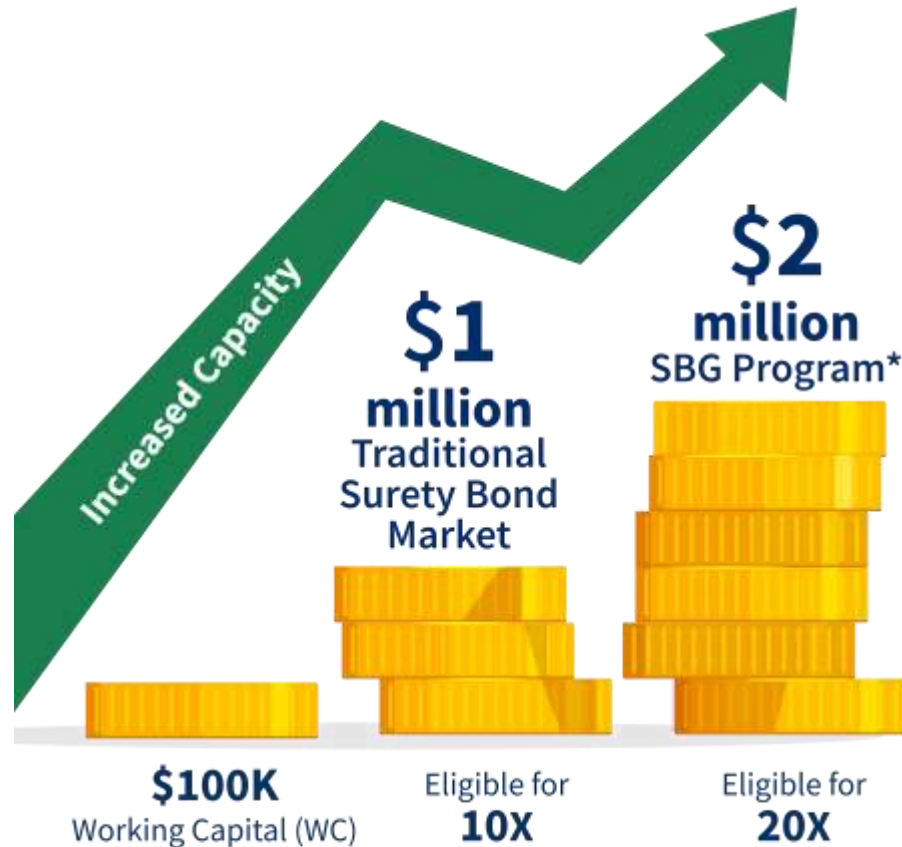 Increased Capacity
$1
million
Traditional
Surety Bond
Market
$2
million
SBG Program*
$100K
Working Capital (WC)
Eligible for
10X
Eligible for
20X